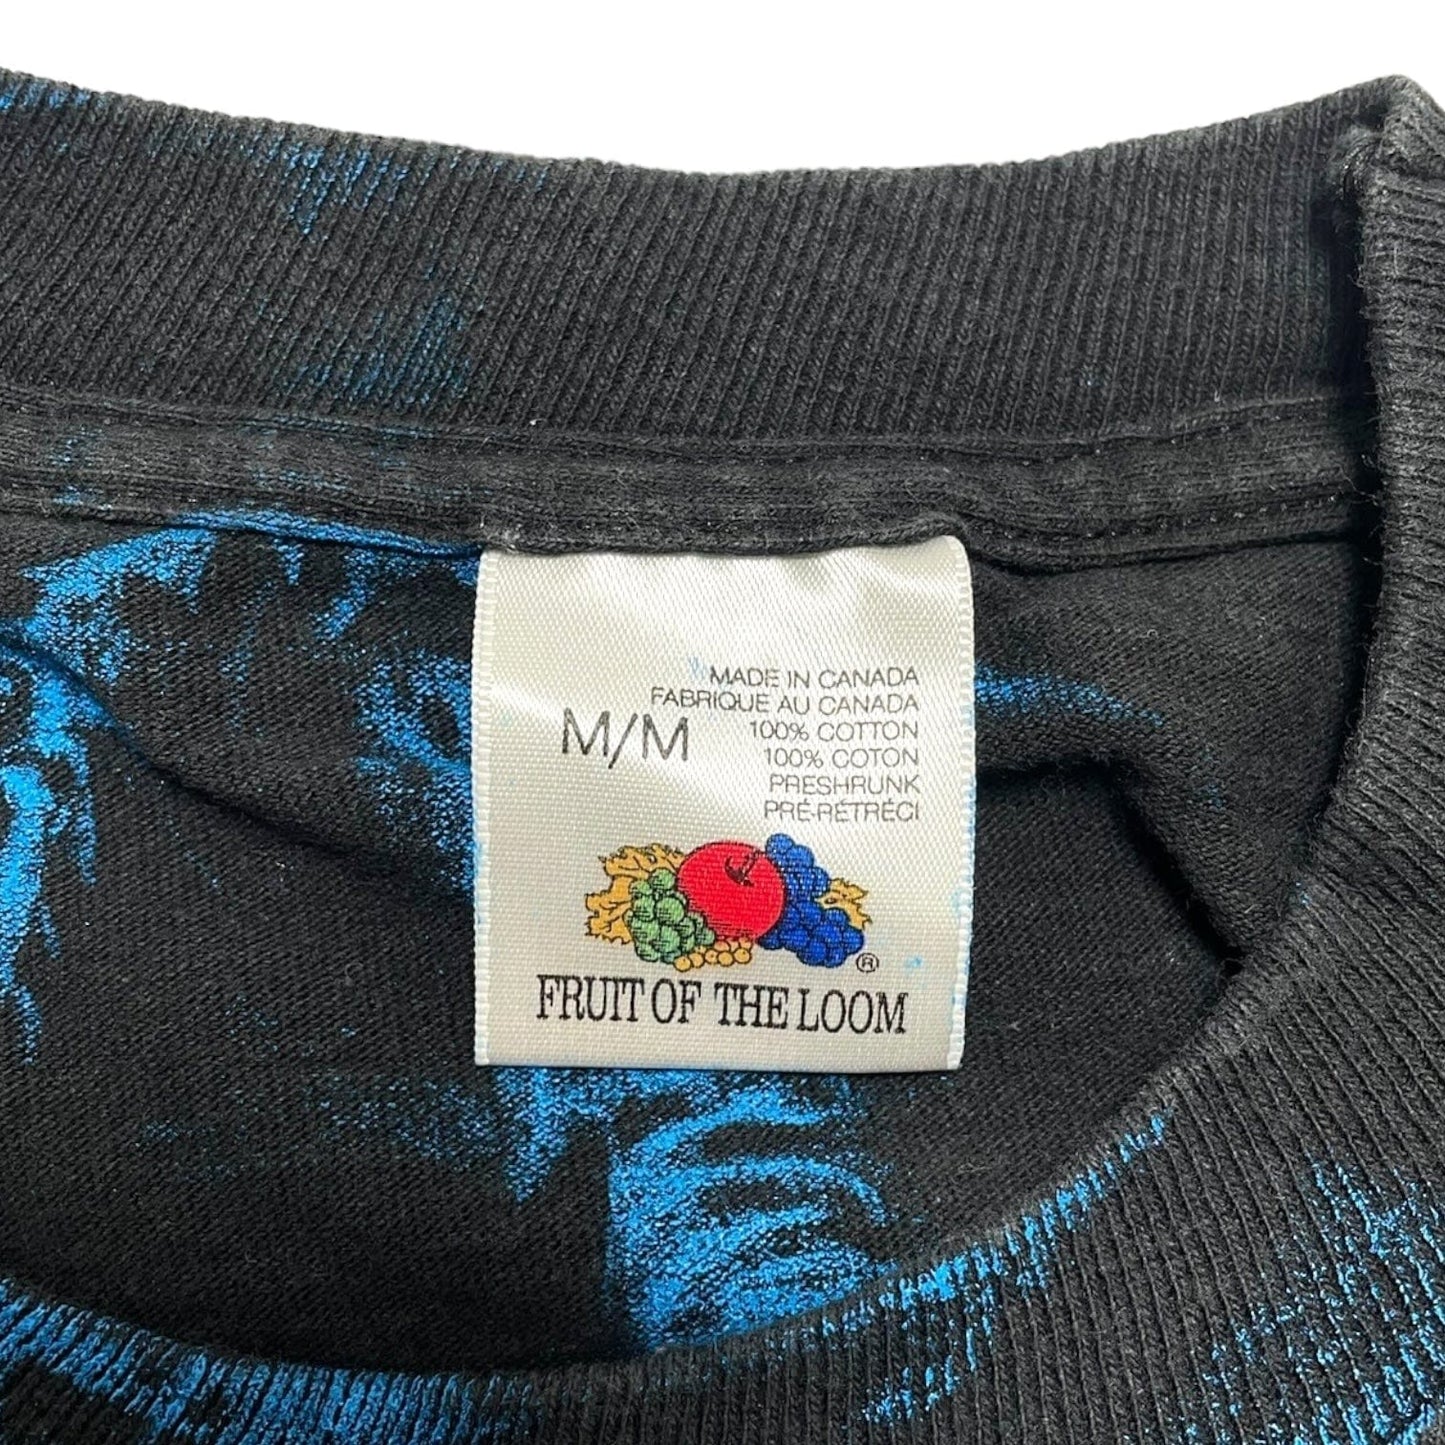 MADE IN CANADA
FABRIQUE AU CANADA
M/M
100% COTTON
100% COTON
PRESHRUNK
PRÉ-RÉTRÉCI
®
FRUIT OF THE LOOM